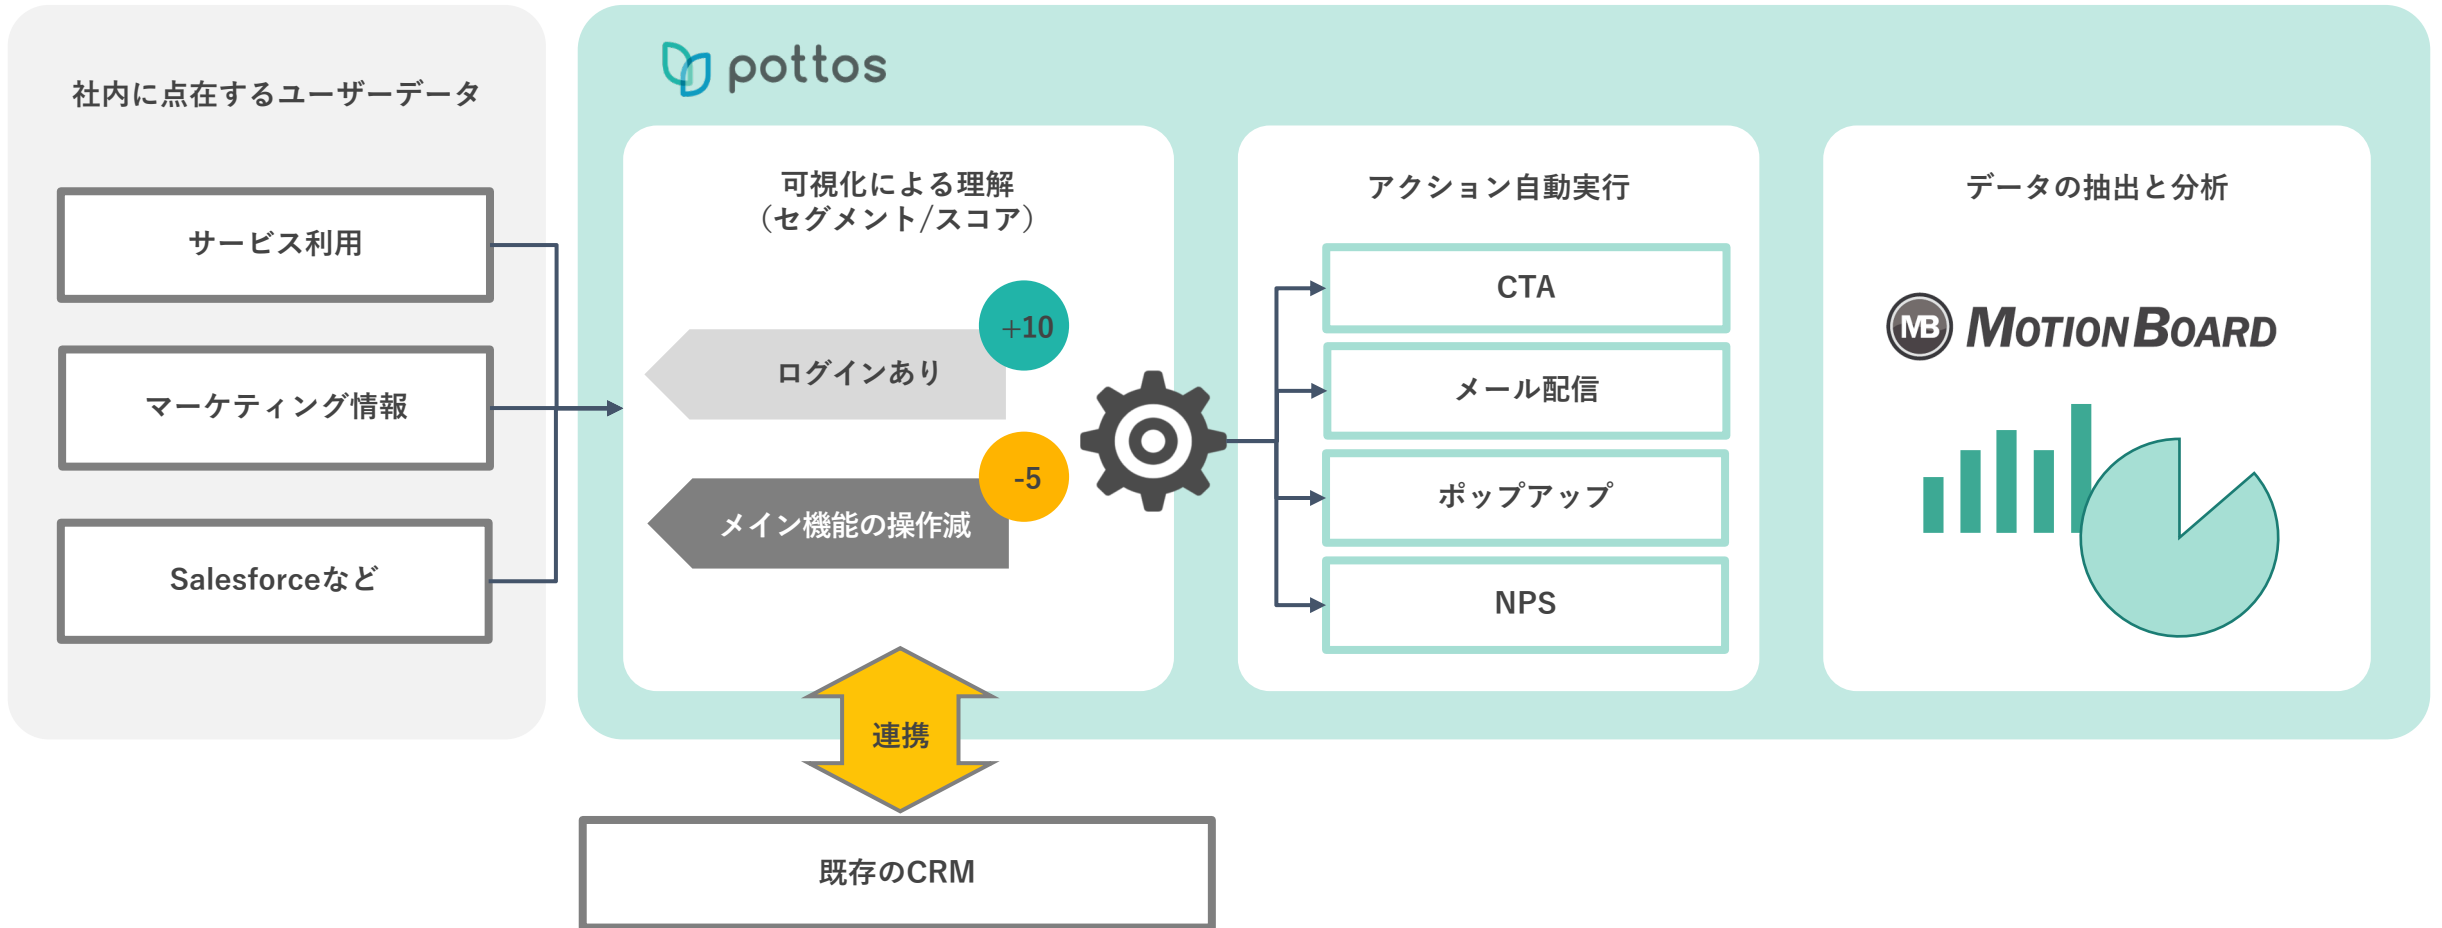 社内に点在するユーザーデータ
サービス利用
マーケティング情報
Salesforceなど
pottos
可視化による理解
（セグメント/スコア）
+10
ログインあり
-5
メイン機能の操作減
アクション自動実行
CTA
メール配信
ポップアップ
NPS
データの抽出と分析
MB MOTIONBOARD
連携
既存のCRM